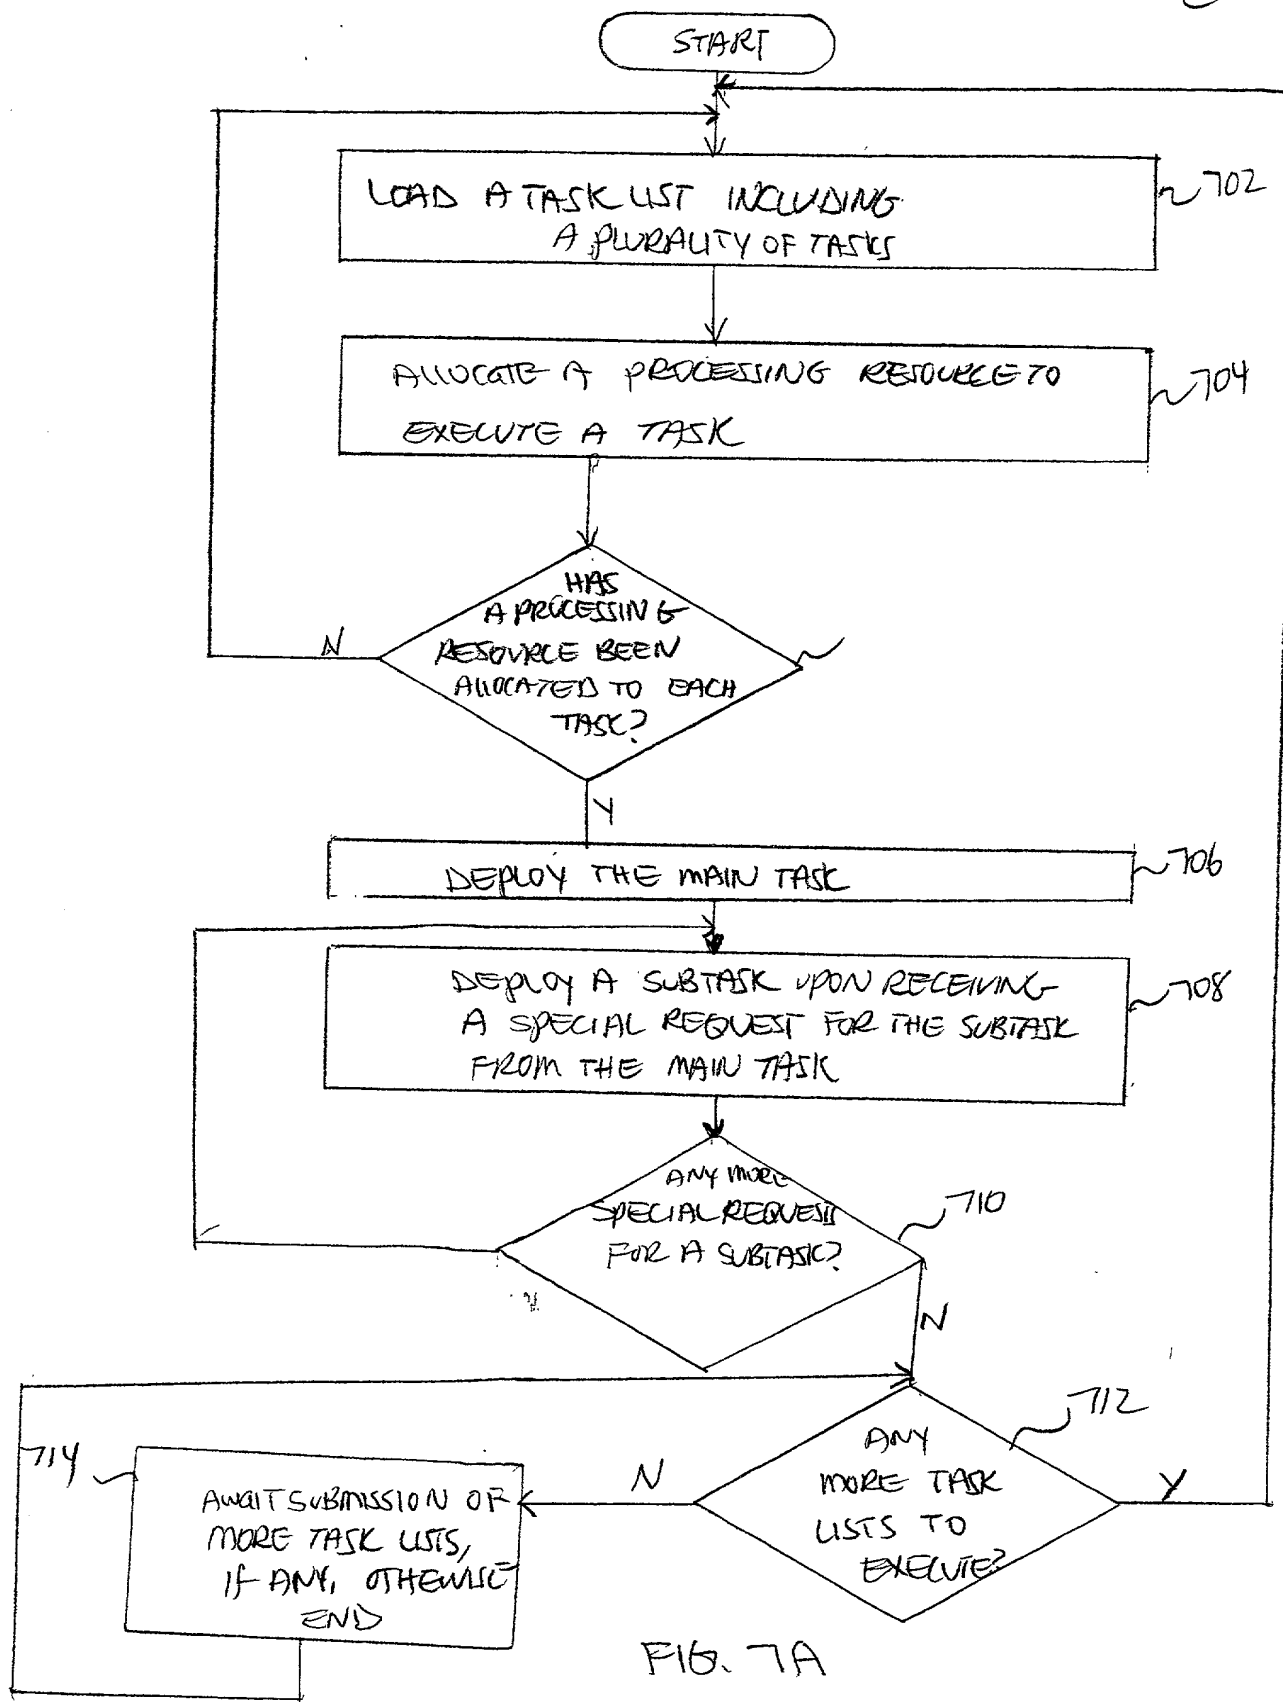 START
LOAD A TASK LIST INCLUDING
A PLURALITY OF TASKS
702
ALLOCATE A PROCESSING RESOURCE TO
EXECUTE A TASK
704
HAS
A PROCESSING
RESOURCE BEEN
ALLOCATED TO EACH
TASK?
N
Y
DEPLOY THE MAIN TASK
706
DEPLOY A SUBTASK UPON RECEIVING
A SPECIAL REQUEST FOR THE SUBTASK
FROM THE MAIN TASK
708
ANY MORE
SPECIAL REQUESTS
FOR A SUBTASK?
710
N
ANY
MORE TASK
LISTS TO
EXECUTE?
712
N
Y
714
AWAIT SUBMISSION OF
MORE TASK LISTS,
IF ANY, OTHERWISE
END
FIG. 7A